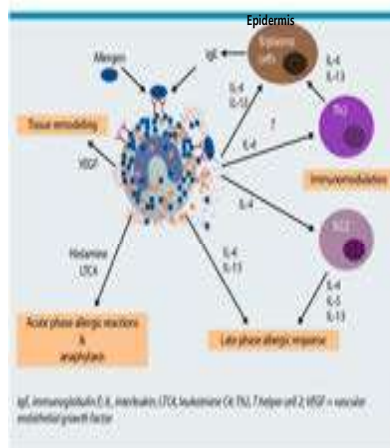 Epidermis
Allergen
IgE
B-plasma
cells
IL-4
IL-13
IL-4
IL-13
Th2
?
Tissue remodeling
IL-4
VEGF
Immunomodulation
IL-4
ILC2
Histamine
LTC4
IL-4
IL-13
IL-4
IL-5
IL-13
Acute phase allergic reactions
&
anaphylaxis
Late phase allergic response
IgE, immunoglobulin E; IL, interleukin; LTC4, leukotriene C4; Th2, T helper cell 2; VEGF = vascular
endothelial growth factor